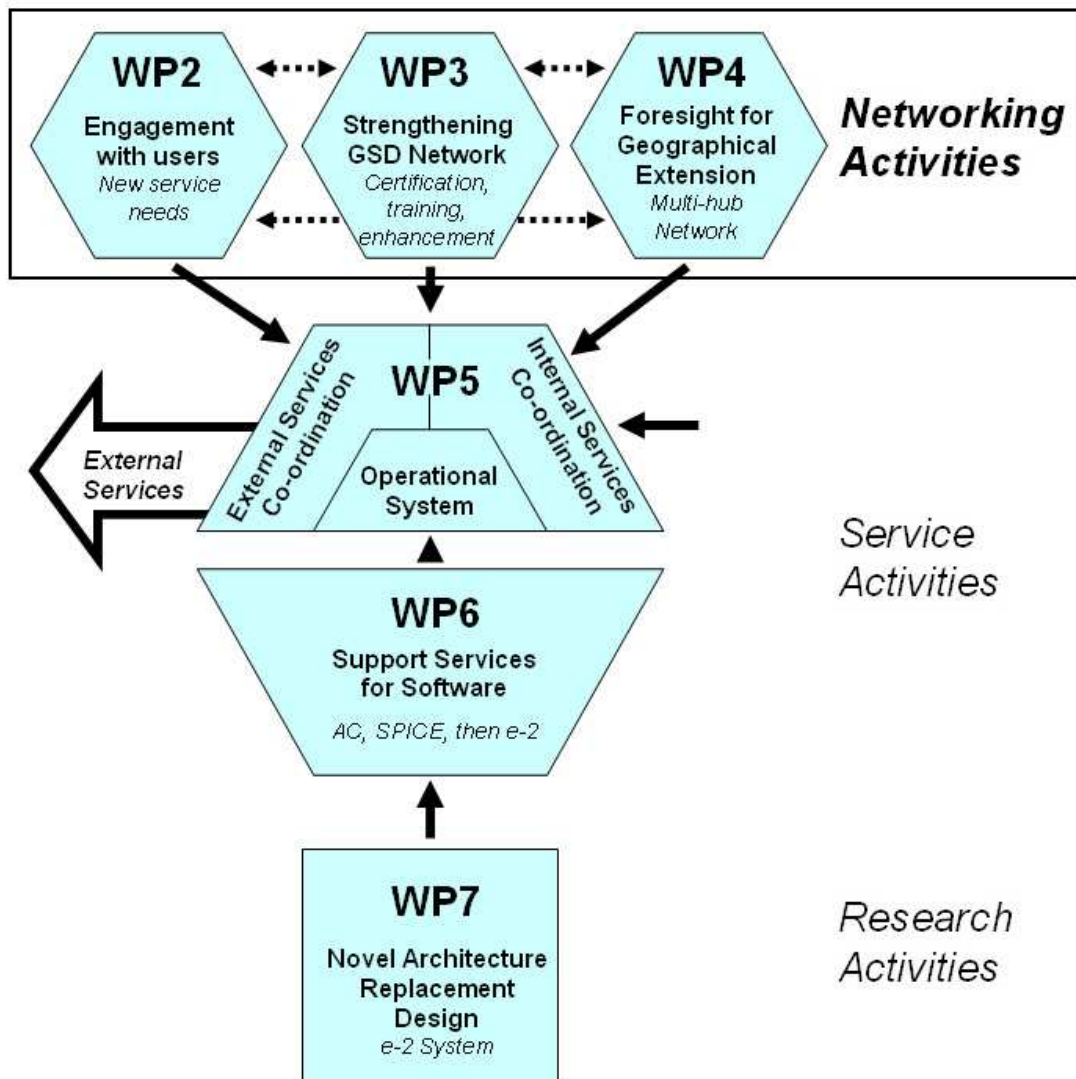 WP2
Engagement
with users
New service
needs
WP3
Strengthening
GSD Network
Certification,
training,
enhancement
WP4
Foresight for
Geographical
Extension
Multi-hub
Network
Networking
Activities
External Services
Co-ordination
WP5
Internal Services
Co-ordination
Operational
System
External
Services
Service
Activities
WP6
Support Services
for Software
AC, SPICE, then e-2
WP7
Novel Architecture
Replacement
Design
e-2 System
Research
Activities